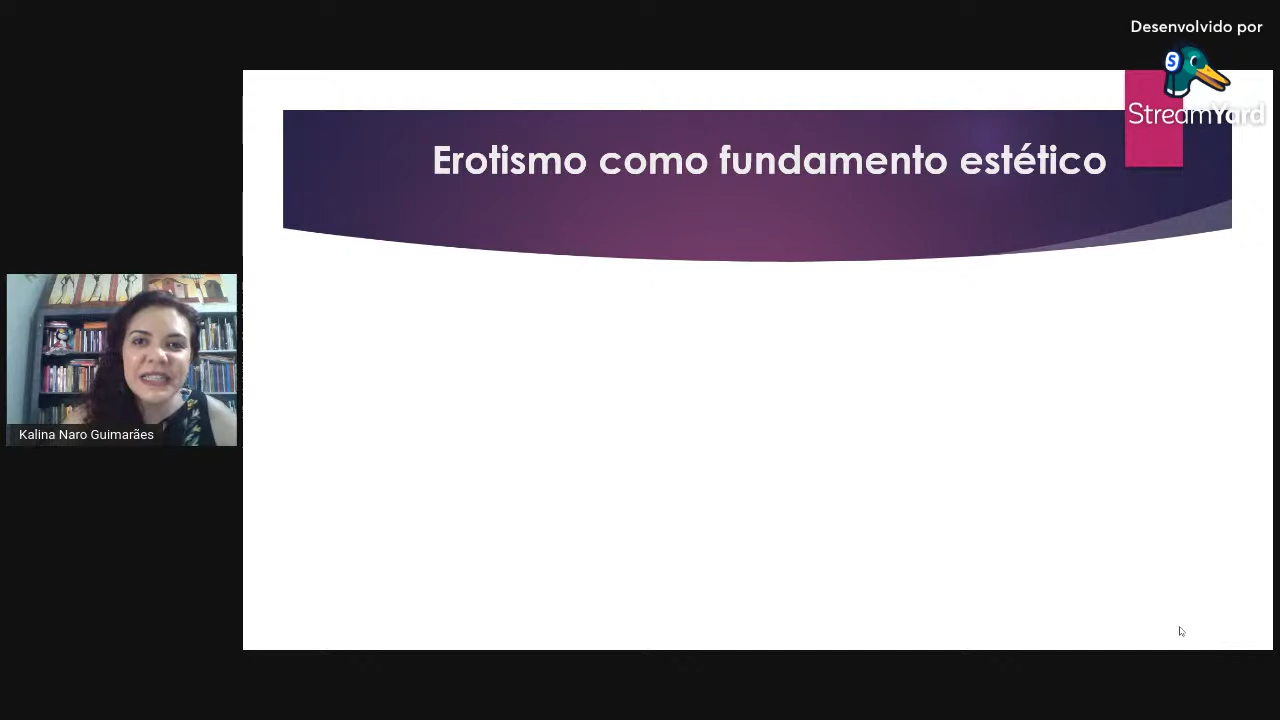 Desenvolvido por
S
StreamYard
Erotismo como fundamento estético
Kalina Naro Guimarães